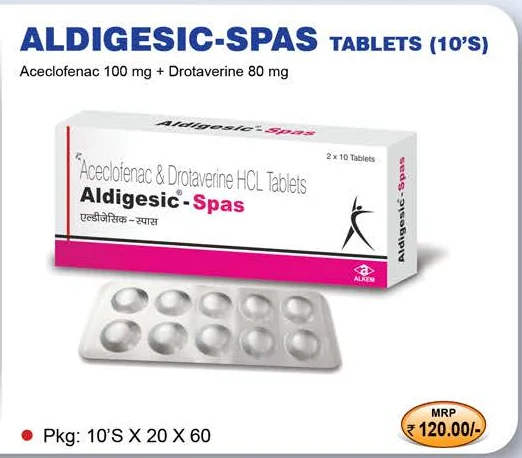 ALDIGESIC-SPAS TABLETS (10'S)
Aceclofenac 100 mg + Drotaverine 80 mg
Aldigesic®-Spas
2 x 10 Tablets
Aceclofenac & Drotaverine HCL Tablets
Aldigesic®-Spas
एल्डीजेसिक – स्पास
Aldigesic-Spas
ALKEM
Pkg: 10'S X 20 X 60
MRP
₹ 120.00/-